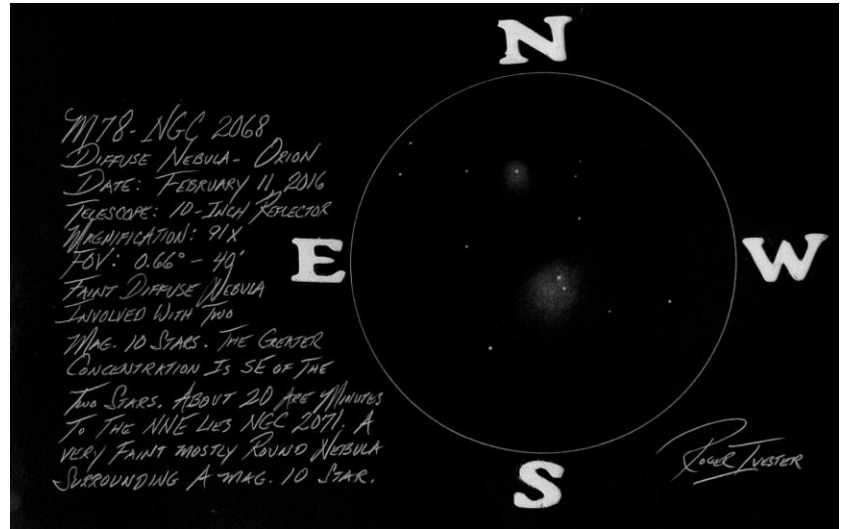 M78- NGC 2068
DIFFUSE NEBULA- ORION
DATE: FEBRUARY 11, 2016
TELESCOPE: 10-INCH REFLECTOR
MAGNIFICATION: 91X
FOV: 0.66° - 40'
FAINT DIFFUSE NEBULA
INVOLVED WITH TWO
MAG. 10 STARS. THE GREATER
CONCENTRATION IS SE OF THE
TWO STARS. ABOUT 20 ARC MINUTES
TO THE NNE LIES NGC 2071. A
VERY FAINT MOSTLY ROUND NEBULA
SURROUNDING A MAG. 10 STAR.
N
E
W
S
ROGER IVESTER